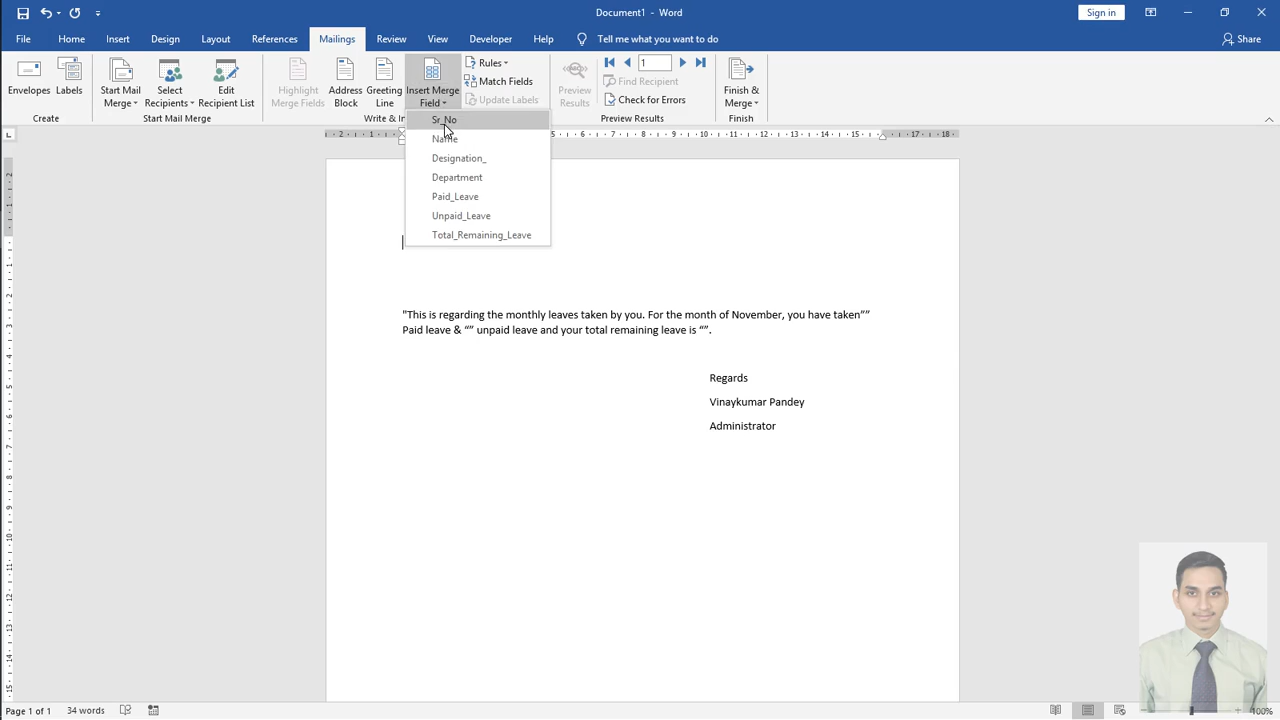 Document1 - Word
Sign in
File Home Insert Design Layout References Mailings Review View Developer Help Tell me what you want to do Share
Envelopes
Labels
Create
Start Mail Merge
Select Recipients
Edit Recipient List
Start Mail Merge
Highlight Merge Fields
Address Block
Greeting Line
Insert Merge Field
Write & In
Rules
Match Fields
Update Labels
Preview Results
1
Find Recipient
Check for Errors
Preview Results
Finish & Merge
Finish
Sr_No
Name
Designation_
Department
Paid_Leave
Unpaid_Leave
Total_Remaining_Leave
"This is regarding the monthly leaves taken by you. For the month of November, you have taken””
Paid leave & “” unpaid leave and your total remaining leave is “”.
Regards
Vinaykumar Pandey
Administrator
Page 1 of 1 34 words
100%